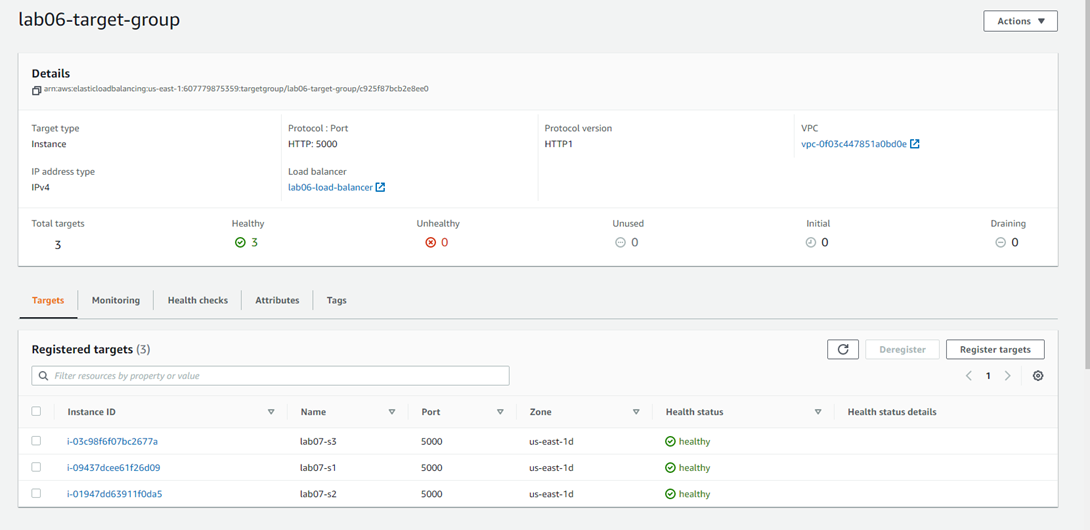 lab06-target-group
Actions
Details
arn:aws:elasticloadbalancing:us-east-1:607779875359:targetgroup/lab06-target-group/c925f87bcb2e8ee0
Target type
Instance
Protocol : Port
HTTP: 5000
Protocol version
HTTP1
VPC
vpc-0f03c447851a0bd0e
IP address type
IPv4
Load balancer
lab06-load-balancer
Total targets
3
Healthy
3
Unhealthy
0
Unused
0
Initial
0
Draining
0
Targets Monitoring Health checks Attributes Tags
Registered targets (3)
Deregister
Register targets
Filter resources by property or value
1
Instance ID Name Port Zone Health status Health status details
i-03c98f6f07bc2677a lab07-s3 5000 us-east-1d healthy
i-09437dcee61f26d09 lab07-s1 5000 us-east-1d healthy
i-01947dd63911f0da5 lab07-s2 5000 us-east-1d healthy